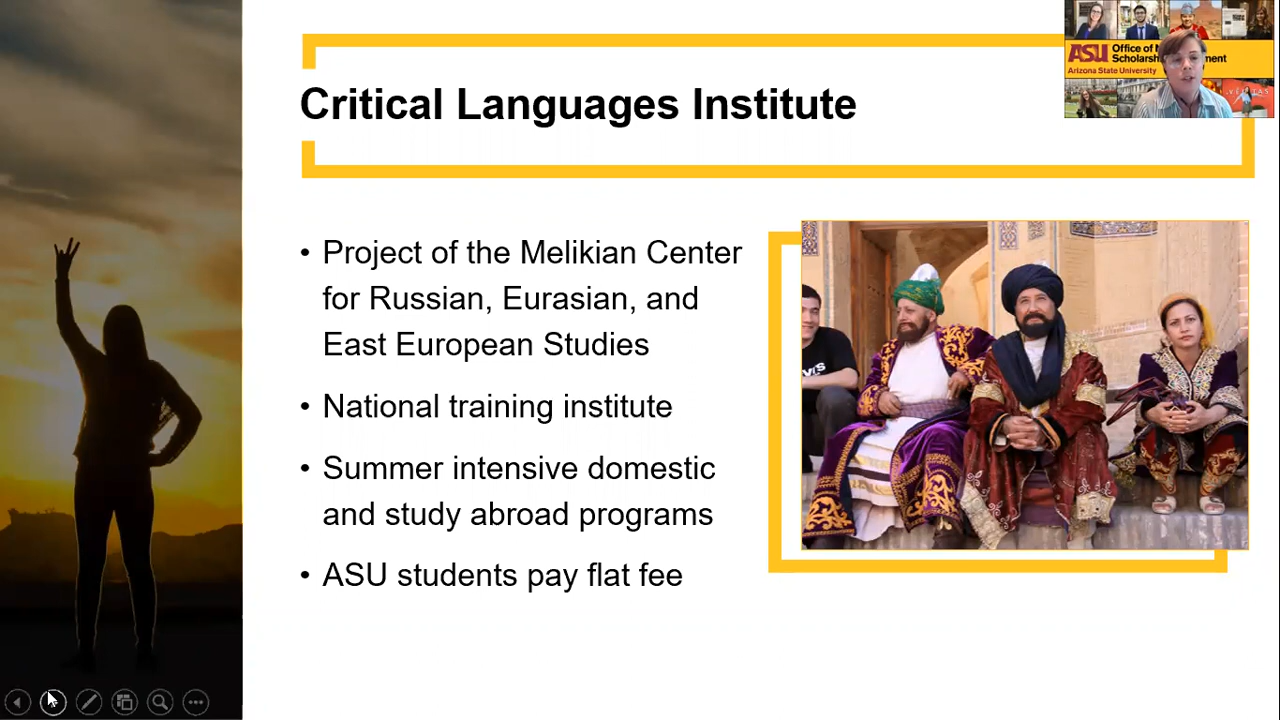 Critical Languages Institute
ASU Office of
Scholarsh
Arizona State University
• Project of the Melikian Center
for Russian, Eurasian, and
East European Studies
• National training institute
• Summer intensive domestic
and study abroad programs
• ASU students pay flat fee